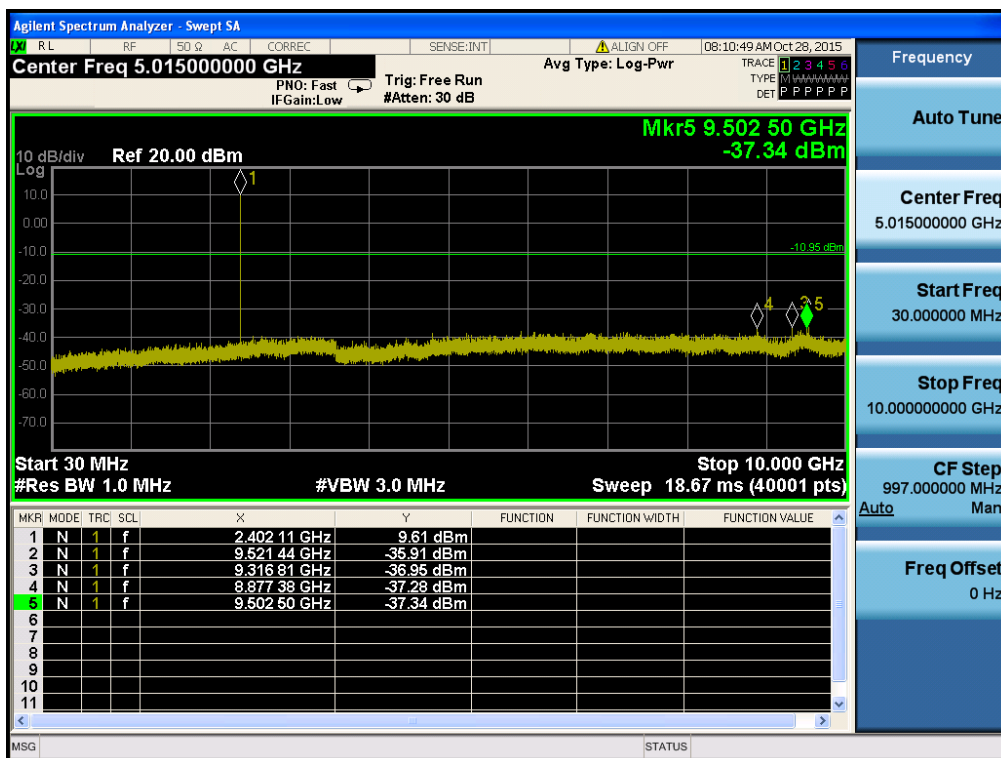 Agilent Spectrum Analyzer - Swept SA
LXI RL RF 50 Ω AC CORREC SENSE:INT ALIGN OFF 08:10:49 AM Oct 28, 2015
Center Freq 5.015000000 GHz
PNO: Fast
IFGain:Low
Trig: Free Run
#Atten: 30 dB
Avg Type: Log-Pwr
TRACE 1 2 3 4 5 6
TYPE M W W W W W
DET P P P P P P
Mkr5 9.502 50 GHz
-37.34 dBm
10 dB/div Ref 20.00 dBm
Log
10.0
0.00
-10.0
-20.0
-30.0
-40.0
-50.0
-60.0
-70.0
1
-10.95 dBm
4
5
Start 30 MHz Stop 10.000 GHz
#Res BW 1.0 MHz #VBW 3.0 MHz Sweep 18.67 ms (40001 pts)
MKR MODE TRC SCL X Y FUNCTION FUNCTION WIDTH FUNCTION VALUE
1 N 1 f 2.402 11 GHz 9.61 dBm
2 N 1 f 9.521 44 GHz -35.91 dBm
3 N 1 f 9.316 81 GHz -36.95 dBm
4 N 1 f 8.877 38 GHz -37.28 dBm
5 N 1 f 9.502 50 GHz -37.34 dBm
6
7
8
9
10
11
MSG STATUS
Frequency
Auto Tune
Center Freq
5.015000000 GHz
Start Freq
30.000000 MHz
Stop Freq
10.000000000 GHz
CF Step
997.000000 MHz
Auto Man
Freq Offset
0 Hz